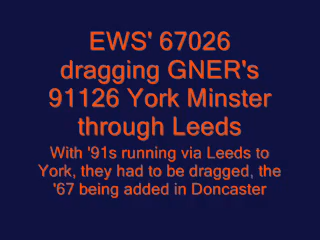 EWS' 67026
dragging GNER's
91126 York Minster
through Leeds
With '91s running via Leeds to
York, they had to be dragged, the
'67 being added in Doncaster